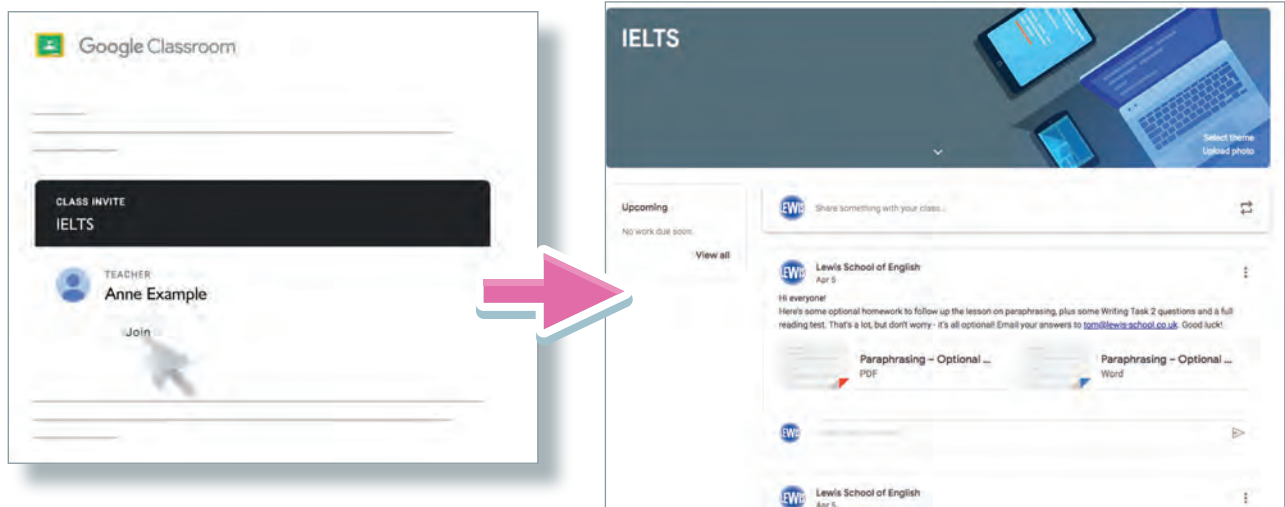 Google Classroom
CLASS INVITE
IELTS
TEACHER
Anne Example
Join
IELTS
Select theme
Upload photo
Upcoming
No work due soon
View all
Share something with your class...
Lewis School of English
Apr 5
Hi everyone!
Here's some optional homework to follow up the lesson on paraphrasing, plus some Writing Task 2 questions and a full
reading test. That's a lot, but don't worry - it's all optional! Email your answers to tom@lewis-school.co.uk. Good luck!
Paraphrasing – Optional ...
PDF
Paraphrasing – Optional ...
Word
Lewis School of English
Apr 5